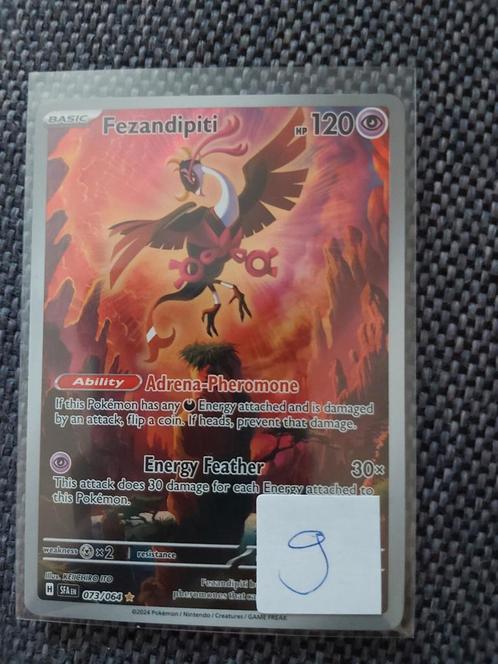 BASIC
Fezandipiti HP 120
Ability Adrena-Pheromone
If this Pokémon has any Energy attached and is damaged
by an attack, flip a coin. If heads, prevent that damage.
Energy Feather 30×
This attack does 30 damage for each Energy attached to
this Pokémon.
weakness ×2 resistance
9
Illus. KEIICHIRO ITO
Fezandipiti
pheromones that
H SFA EN 073/064
©2024 Pokémon / Nintendo / Creatures / GAME FREAK